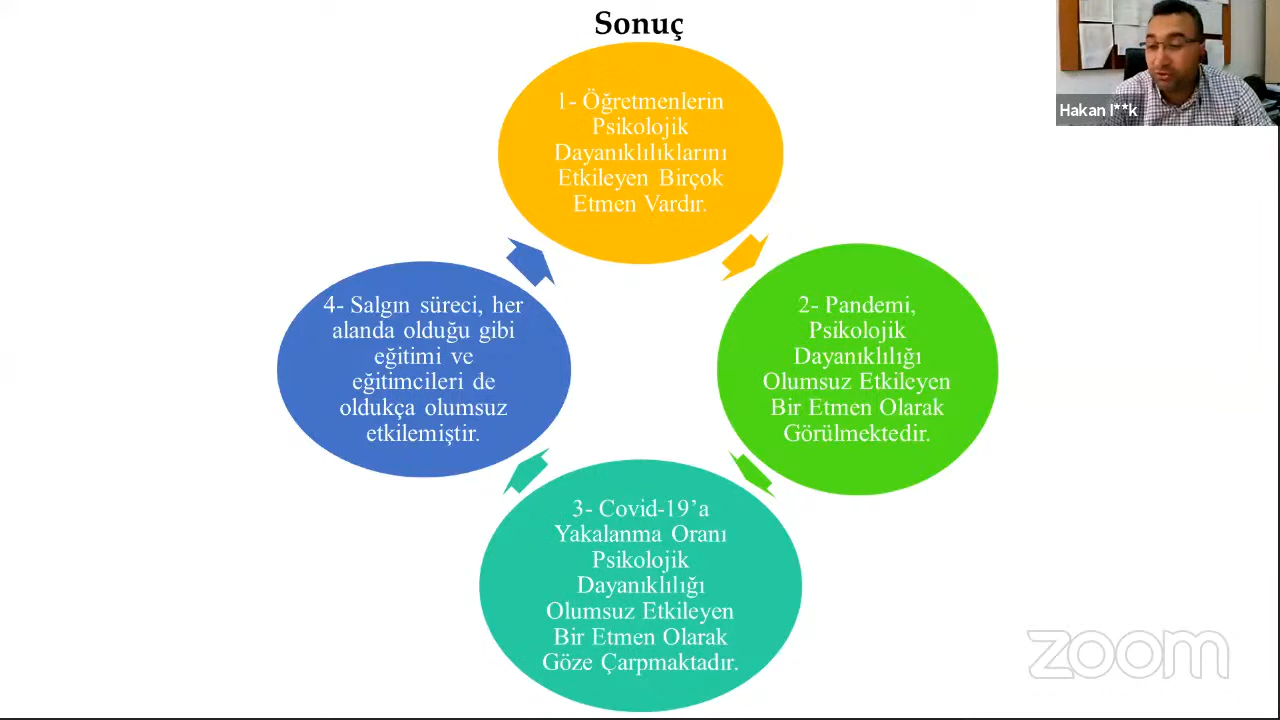 Sonuç
1- Öğretmenlerin
Psikolojik
Dayanıklılıklarını
Etkileyen Birçok
Etmen Vardır.
2- Pandemi,
Psikolojik
Dayanıklılığı
Olumsuz Etkileyen
Bir Etmen Olarak
Görülmektedir.
3- Covid-19’a
Yakalanma Oranı
Psikolojik
Dayanıklılığı
Olumsuz Etkileyen
Bir Etmen Olarak
Göze Çarpmaktadır.
4- Salgın süreci, her
alanda olduğu gibi
eğitimi ve
eğitimcileri de
oldukça olumsuz
etkilemiştir.
Hakan I**k
zoom